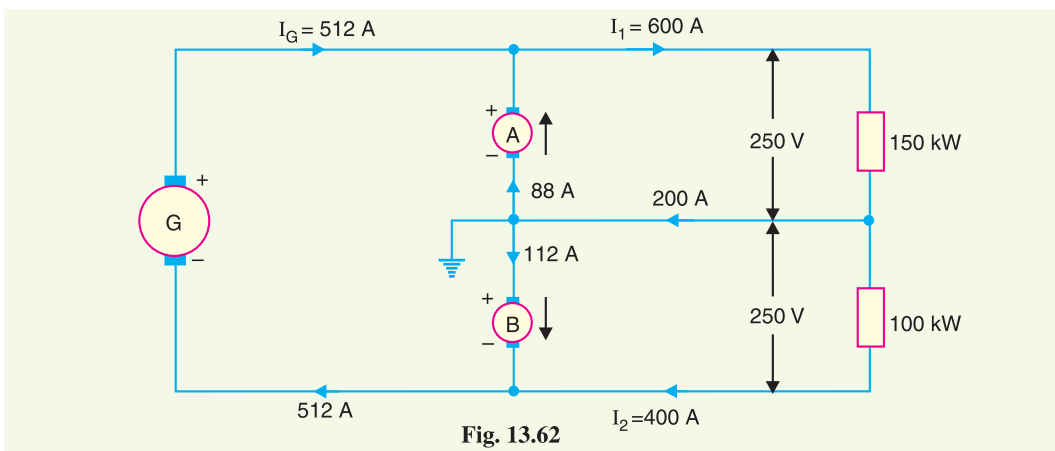 I_G = 512 A
I_1 = 600 A
+
A
−
250 V
150 kW
88 A
200 A
+
G
−
112 A
+
B
−
250 V
100 kW
512 A
I_2 =400 A
Fig. 13.62